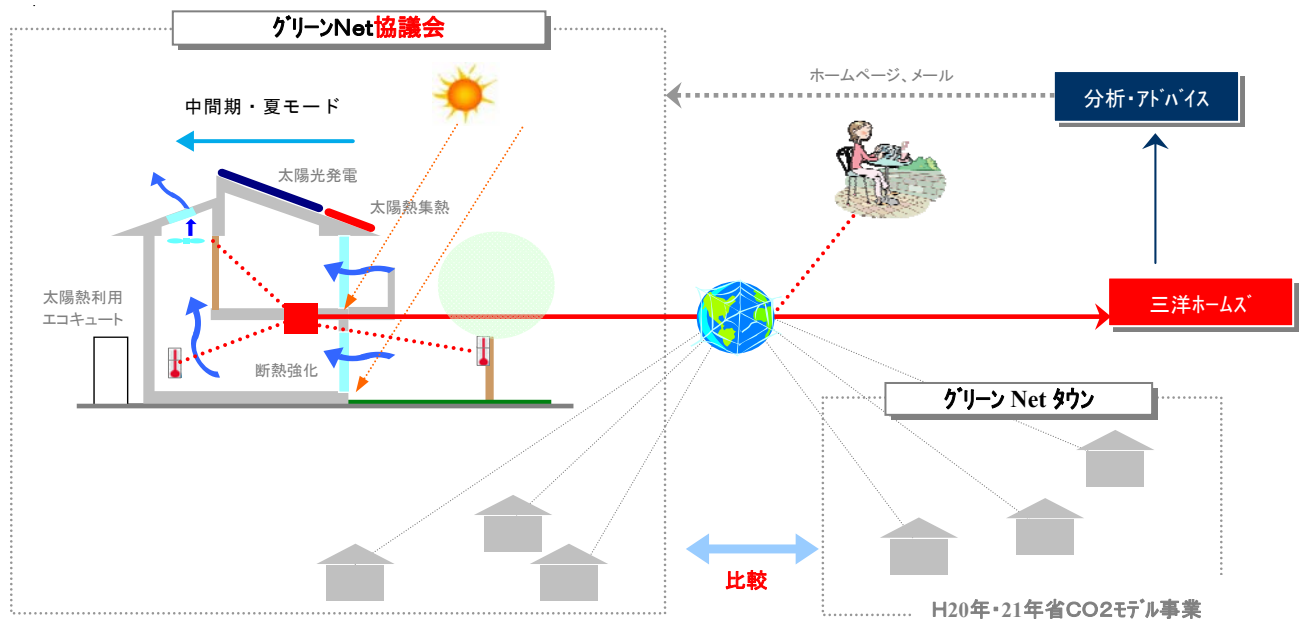 グリーンNet協議会
中間期・夏モード
太陽光発電
太陽熱集熱
太陽熱利用
エコキュート
断熱強化
ホームページ、メール
分析・アドバイス
三洋ホームズ
グリーン Net タウン
比較
H20年・21年省CO2モデル事業